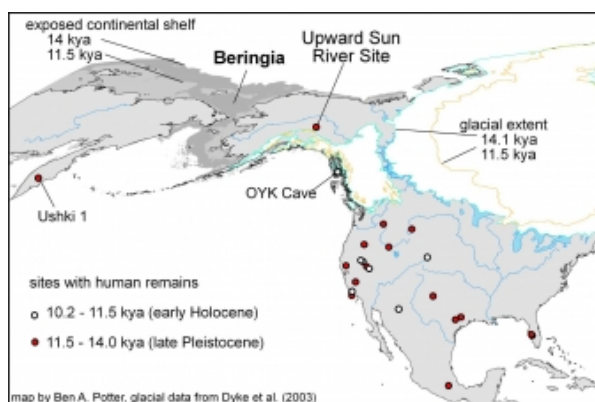 exposed continental shelf
14 kya
11.5 kya
Beringia
Upward Sun
River Site
glacial extent
14.1 kya
11.5 kya
OYK Cave
Ushki 1
sites with human remains
10.2 - 11.5 kya (early Holocene)
11.5 - 14.0 kya (late Pleistocene)
map by Ben A. Potter, glacial data from Dyke et al. (2003)